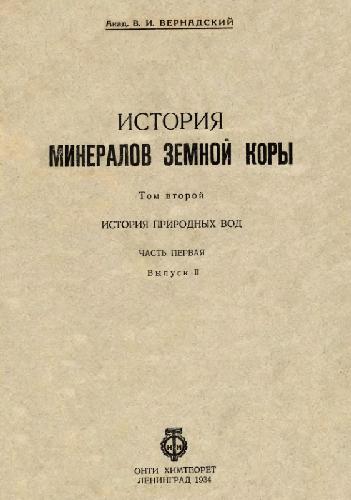 Акад. В. И. ВЕРНАДСКИЙ
ИСТОРИЯ
МИНЕРАЛОВ ЗЕМНОЙ КОРЫ
Том второй
ИСТОРИЯ ПРИРОДНЫХ ВОД
ЧАСТЬ ПЕРВАЯ
Выпуск II
ОНТИ ХИМТЕОРЕТ
ЛЕНИНГРАД 1934